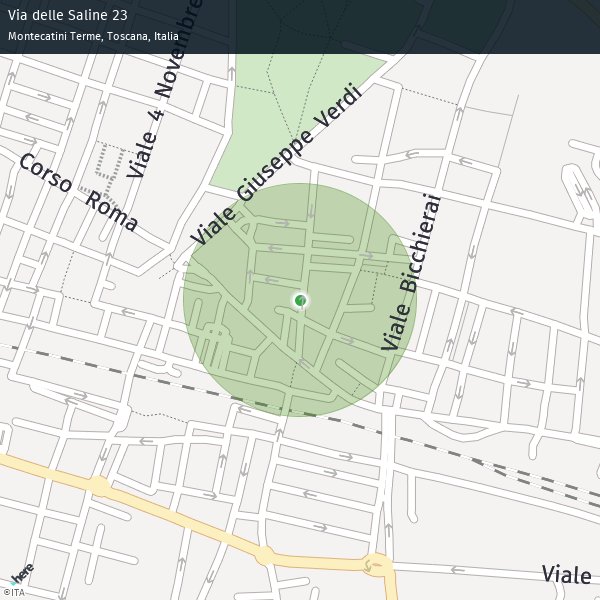 Via delle Saline 23
Montecatini Terme, Toscana, Italia
Viale 4 Novembre
Viale Giuseppe Verdi
Corso Roma
Viale Bicchierai
Viale
here
©ITA